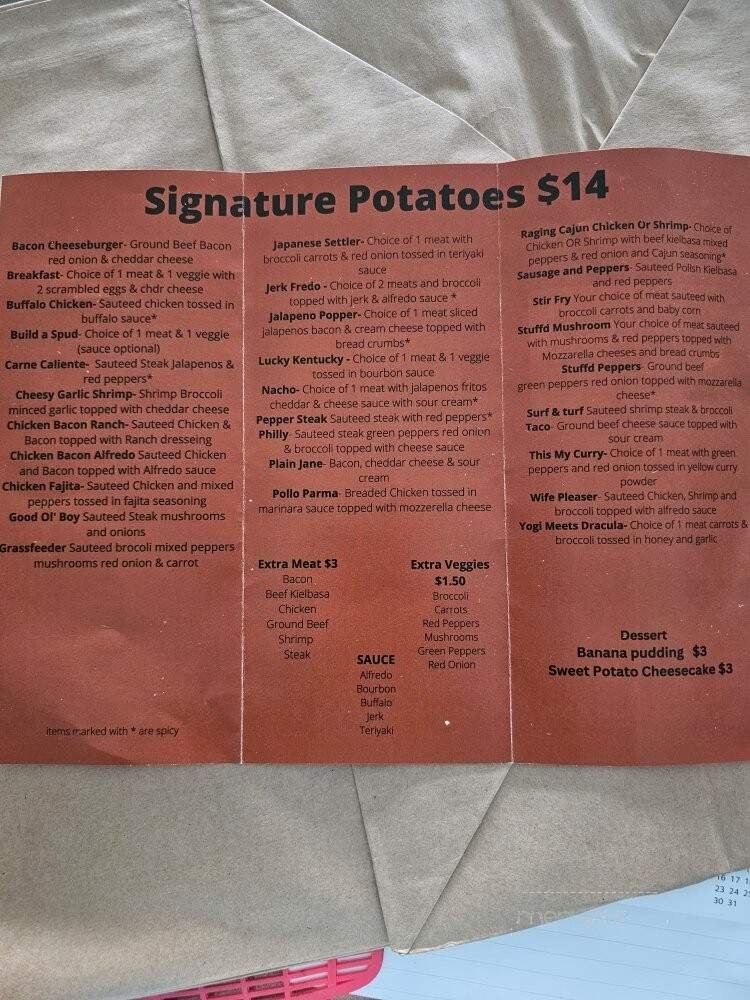 Signature Potatoes $14
Bacon Cheeseburger- Ground Beef Bacon
red onion & cheddar cheese
Breakfast- Choice of 1 meat & 1 veggie with
2 scrambled eggs & chdr cheese
Buffalo Chicken- Sauteed chicken tossed in
buffalo sauce*
Build a Spud- Choice of 1 meat & 1 veggie
(sauce optional)
Carne Caliente- Sauteed Steak Jalapenos &
red peppers*
Cheesy Garlic Shrimp- Shrimp Broccoli
minced garlic topped with cheddar cheese
Chicken Bacon Ranch- Sauteed Chicken &
Bacon topped with Ranch dresseing
Chicken Bacon Alfredo Sauteed Chicken
and Bacon topped with Alfredo sauce
Chicken Fajita- Sauteed Chicken and mixed
peppers tossed in fajita seasoning
Good Ol' Boy Sauteed Steak mushrooms
and onions
Grassfeeder Sauteed brocoli mixed peppers
mushrooms red onion & carrot
items marked with * are spicy
Japanese Settler- Choice of 1 meat with
broccoli carrots & red onion tossed in teriyaki
sauce
Jerk Fredo - Choice of 2 meats and broccoli
topped with jerk & alfredo sauce *
Jalapeno Popper- Choice of 1 meat sliced
jalapenos bacon & cream cheese topped with
bread crumbs*
Lucky Kentucky - Choice of 1 meat & 1 veggie
tossed in bourbon sauce
Nacho- Choice of 1 meat with jalapenos fritos
cheddar & cheese sauce with sour cream*
Pepper Steak Sauteed steak with red peppers*
Philly- Sauteed steak green peppers red onion
& broccoli topped with cheese sauce
Plain Jane- Bacon, cheddar cheese & sour
cream
Pollo Parma- Breaded Chicken tossed in
marinara sauce topped with mozzerella cheese
Extra Meat $3
Bacon
Beef Kielbasa
Chicken
Ground Beef
Shrimp
Steak
SAUCE
Alfredo
Bourbon
Buffalo
Jerk
Teriyaki
Extra Veggies
$1.50
Broccoli
Carrots
Red Peppers
Mushrooms
Green Peppers
Red Onion
Raging Cajun Chicken Or Shrimp- Choice of
Chicken OR Shrimp with beef kielbasa mixed
peppers & red onion and Cajun seasoning*
Sausage and Peppers- Sauteed Polish Kielbasa
and red peppers
Stir Fry Your choice of meat sauteed with
broccoli carrots and baby corn
Stuffd Mushroom Your choice of meat sauteed
with mushrooms & red peppers topped with
Mozzarella cheeses and bread crumbs
Stuffd Peppers- Ground beef
green peppers red onion topped with mozzarella
cheese*
Surf & turf Sauteed shrimp steak & broccoli
Taco- Ground beef cheese sauce topped with
sour cream
This My Curry- Choice of 1 meat with green
peppers and red onion tossed in yellow curry
powder
Wife Pleaser- Sauteed Chicken, Shrimp and
broccoli topped with alfredo sauce
Yogi Meets Dracula- Choice of 1 meat carrots &
broccoli tossed in honey and garlic
Dessert
Banana pudding $3
Sweet Potato Cheesecake $3
16 17
23 24
30 31